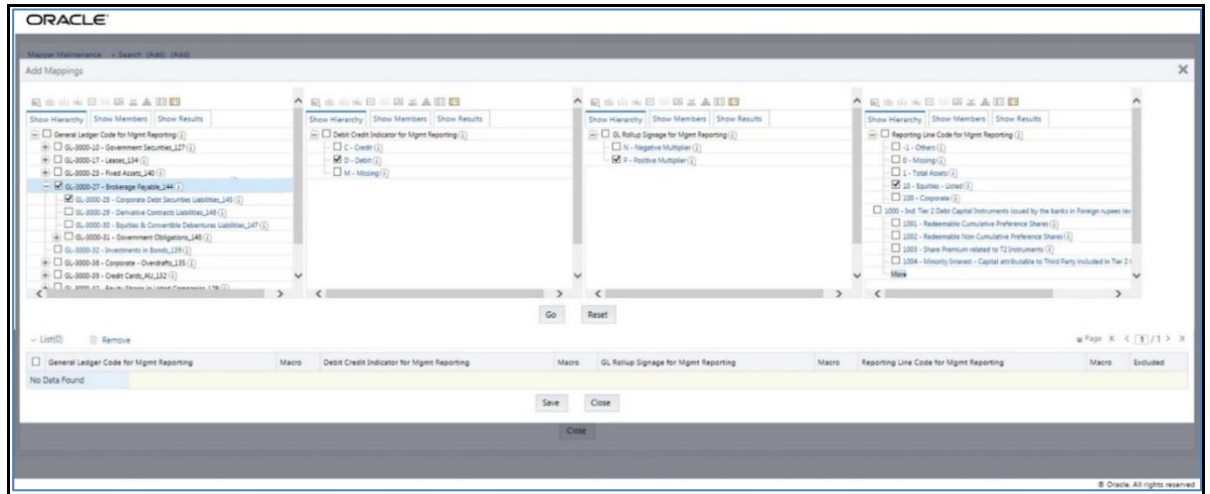 ORACLE
Mapper Maintenance » Search (Add) (Add)
Add Mappings
Show Hierarchy Show Members Show Results
General Ledger Code for Mgmt Reporting
GL-3000-10 - Government Securities_127
GL-3000-17 - Leases_134
GL-3000-23 - Fixed Assets_140
GL-3000-27 - Brokerage Payable_144
GL-3000-28 - Corporate Debt Securities Liabilities_145
GL-3000-29 - Derivative Contracts Liabilities_146
GL-3000-30 - Equities & Convertible Debentures Liabilities_147
GL-3000-31 - Government Obligations_148
GL-3000-32 - Investments in Bonds_139
GL-3000-38 - Corporate - Overdrafts_135
GL-3000-39 - Credit Cards_AU_132
Show Hierarchy Show Members Show Results
Debit Credit Indicator for Mgmt Reporting
C - Credit
D - Debit
M - Missing
Show Hierarchy Show Members Show Results
GL Rollup Signage for Mgmt Reporting
N - Negative Multiplier
P - Positive Multiplier
Show Hierarchy Show Members Show Results
Reporting Line Code for Mgmt Reporting
-1 - Others
0 - Missing
1 - Total Assets
10 - Equities - Listed
100 - Corporate
1000 - Ind: Tier 2 Debt Capital Instruments issued by the banks in Foreign rupees
1001 - Redeemable Cumulative Preference Shares
1002 - Redeemable Non Cumulative Preference Shares
1003 - Share Premium related to T2 Instruments
1004 - Minority Interest - Capital attributable to Third Party included in Tier 2
More
Go Reset
List(0) Remove
Page 1 / 1
General Ledger Code for Mgmt Reporting Macro Debit Credit Indicator for Mgmt Reporting Macro GL Rollup Signage for Mgmt Reporting Macro Reporting Line Code for Mgmt Reporting Macro Excluded
No Data Found
Save Close
Close
© Oracle. All rights reserved